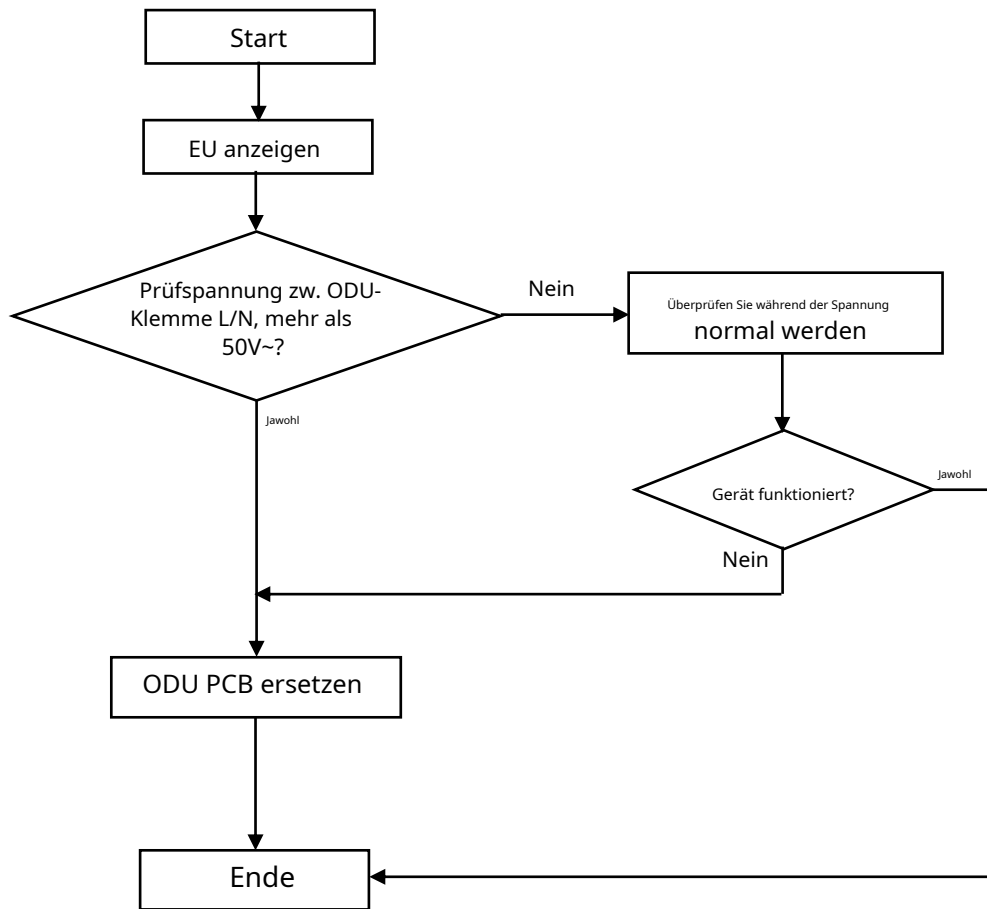 Start
EU anzeigen
Prüfspannung zw. ODU-
Klemme L/N, mehr als
50V~?
Nein
Überprüfen Sie während der Spannung
normal werden
Jawohl
Gerät funktioniert?
Jawohl
Nein
ODU PCB ersetzen
Ende